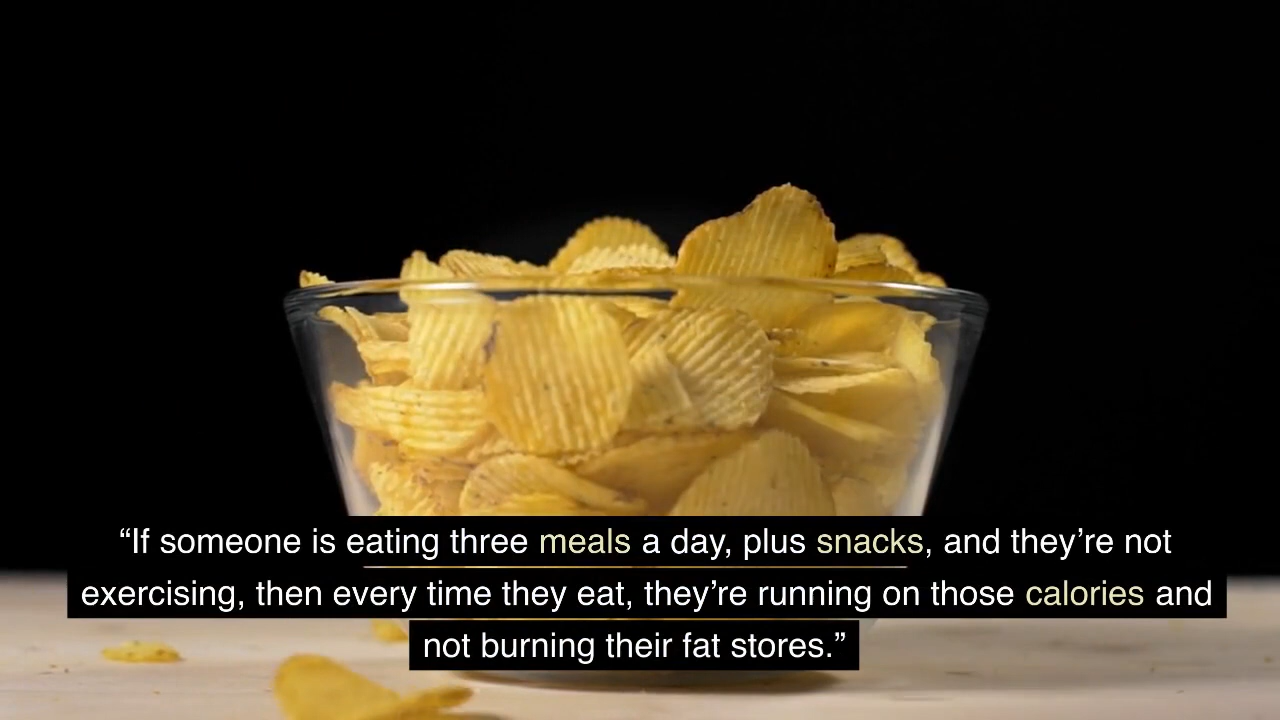 “If someone is eating three meals a day, plus snacks, and they’re not
exercising, then every time they eat, they’re running on those calories and
not burning their fat stores.”